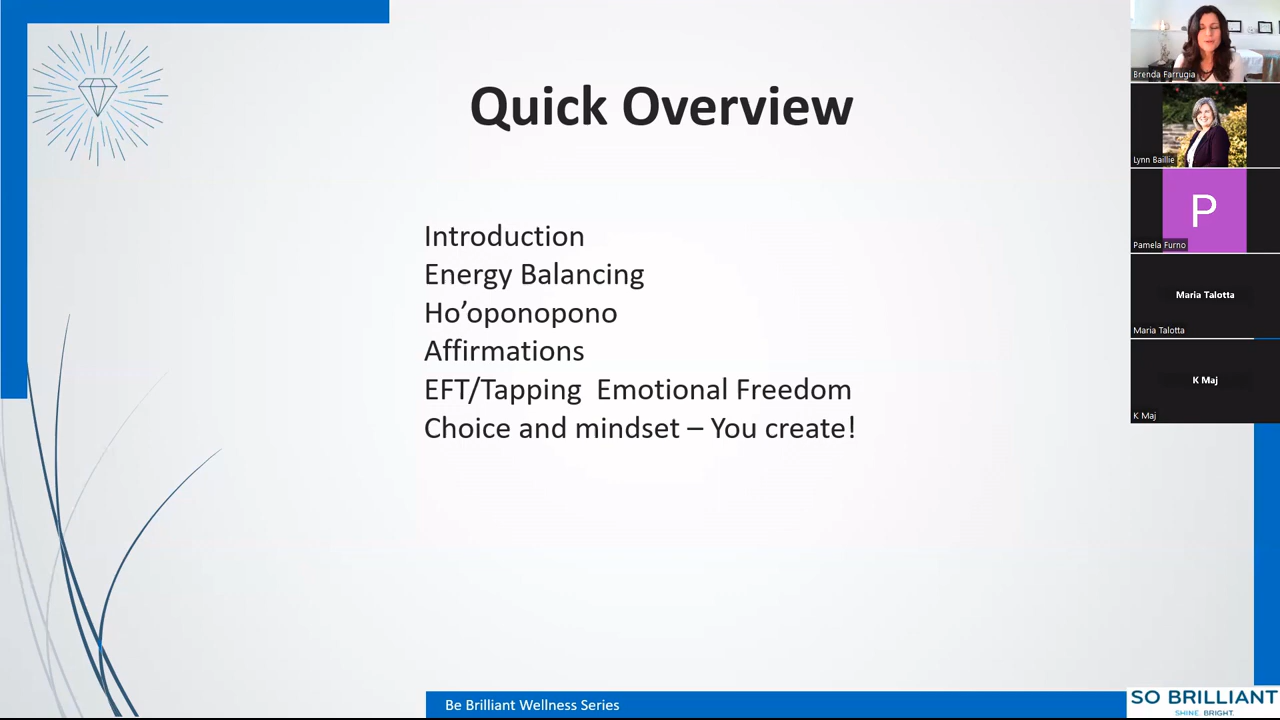 Quick Overview
Introduction
Energy Balancing
Ho’oponopono
Affirmations
EFT/Tapping  Emotional Freedom
Choice and mindset – You create!
Be Brilliant Wellness Series
SO BRILLIANT
SHINE. BRIGHT.
Brenda Farrugia
Lynn Baillie
P
Pamela Furno
Maria Talotta
Maria Talotta
K Maj
K Maj